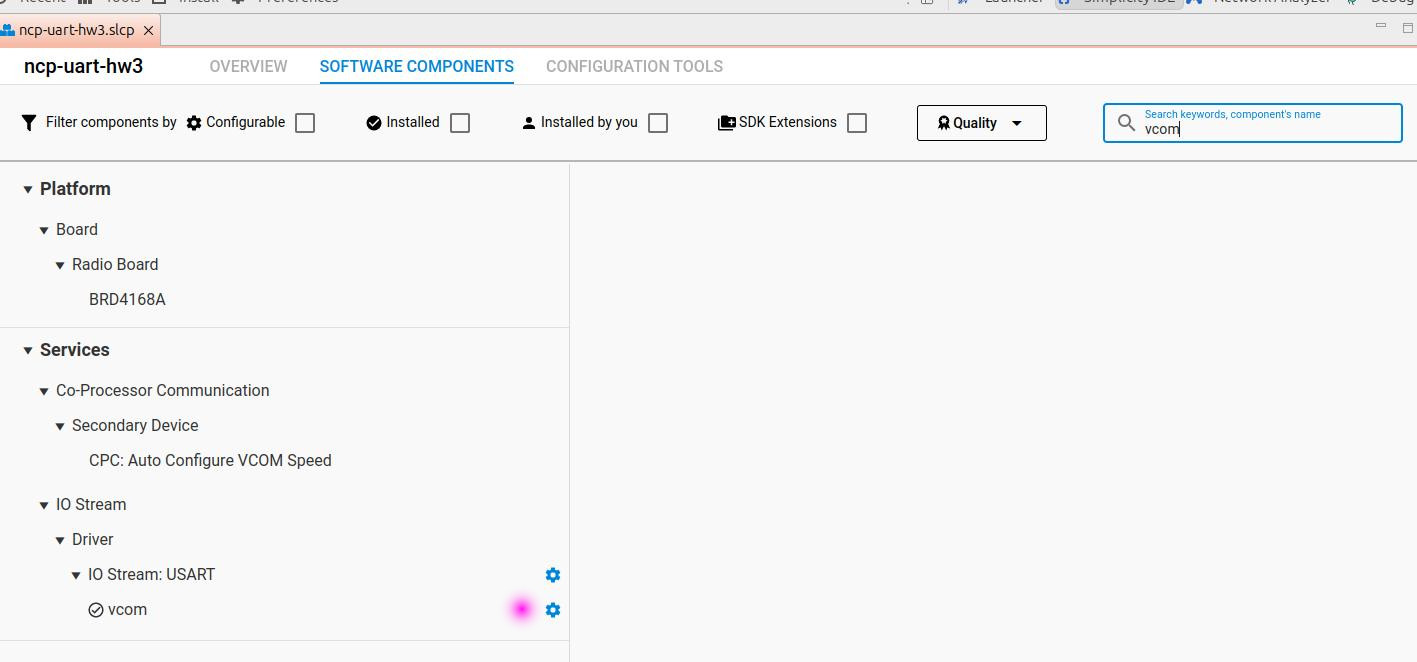 Recent Tools Install Preferences Launcher Simplicity IDE Network Analyzer Debug
ncp-uart-hw3.slcp
ncp-uart-hw3 OVERVIEW SOFTWARE COMPONENTS CONFIGURATION TOOLS
Filter components by Configurable Installed Installed by you SDK Extensions Quality
Search keywords, component's name
vcom
Platform
Board
Radio Board
BRD4168A
Services
Co-Processor Communication
Secondary Device
CPC: Auto Configure VCOM Speed
IO Stream
Driver
IO Stream: USART
vcom